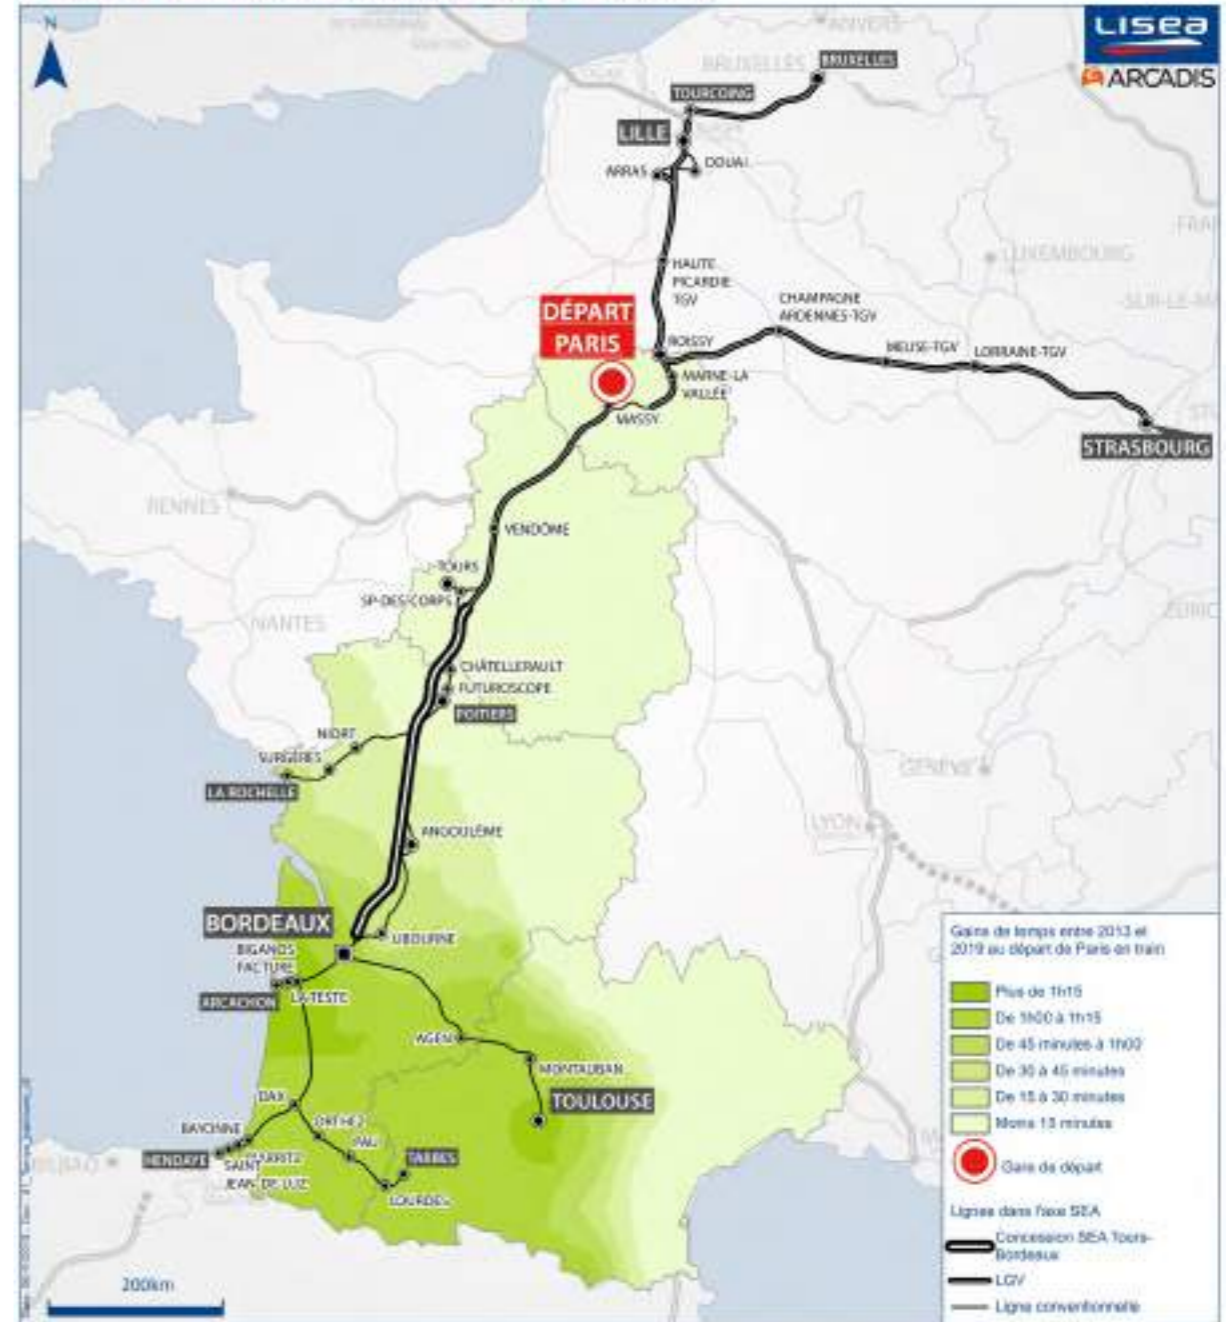 N
LISEA
ARCADIS
ANVERS
BRUXELLES
BRUXELLES
TOURCOING
LILLE
ARRAS
DOUAI
LUXEMBOURG
HAUTE
PICARDIE
TGV
CHAMPAGNE
ARDENNES-TGV
DÉPART
PARIS
ROISSY
MEUSE-TGV
LORRAINE-TGV
MARNE-LA
VALLÉE
MASSY
STRASBOURG
RENNES
VENDÔME
TOURS
SP-DES-CORPS
NANTES
CHÂTELLERAULT
FUTUROSCOPE
POITIERS
NIORT
SURGÈRES
LA ROCHELLE
GENÈVE
LYON
ANGOULÊME
BORDEAUX
LIBOURNE
BIGANOS
FACTURE
LA-TESTE
ARCACHON
AGEN
MONTAUBAN
TOULOUSE
DAX
ORTHEZ
BAYONNE
PAU
TARBES
BILBAO
HENDAYE
BIARRITZ
SAINT
JEAN DE LUZ
LOURDES
200km
Gains de temps entre 2013 et
2019 au départ de Paris en train
Plus de 1h15
De 1h00 à 1h15
De 45 minutes à 1h00
De 30 à 45 minutes
De 15 à 30 minutes
Moins 15 minutes
Gare de départ
Lignes dans l'axe SEA
Concession SEA Tours-
Bordeaux
LGV
Ligne conventionnelle